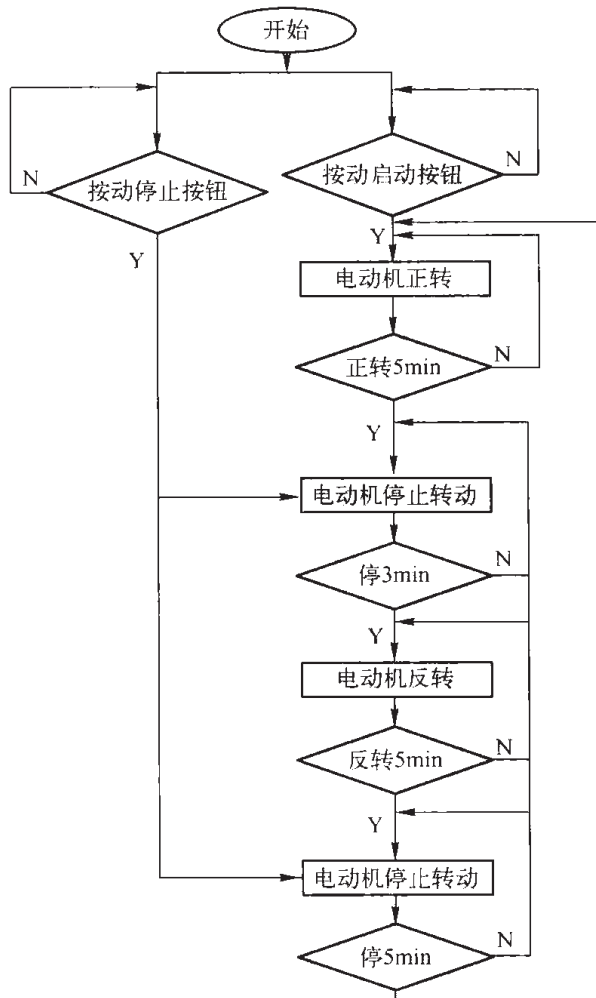 开始
按动停止按钮
N
按动启动按钮
N
Y
Y
电动机正转
正转5min
N
Y
电动机停止转动
停3min
N
Y
电动机反转
反转5min
N
Y
电动机停止转动
停5min
N